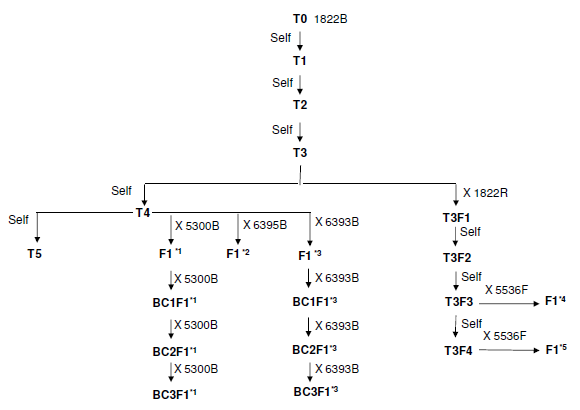 T0 1822B
Self
T1
Self
T2
Self
T3
Self
X 1822R
Self
T4
X 5300B
X 6395B
X 6393B
T3F1
Self
T5
F1*1
F1*2
F1*3
T3F2
X 5300B
X 6393B
Self
X 5536F
BC1F1*1
BC1F1*3
T3F3
F1*4
X 5300B
X 6393B
Self
X 5536F
BC2F1*1
BC2F1*3
T3F4
F1*5
X 5300B
X 6393B
BC3F1*1
BC3F1*3